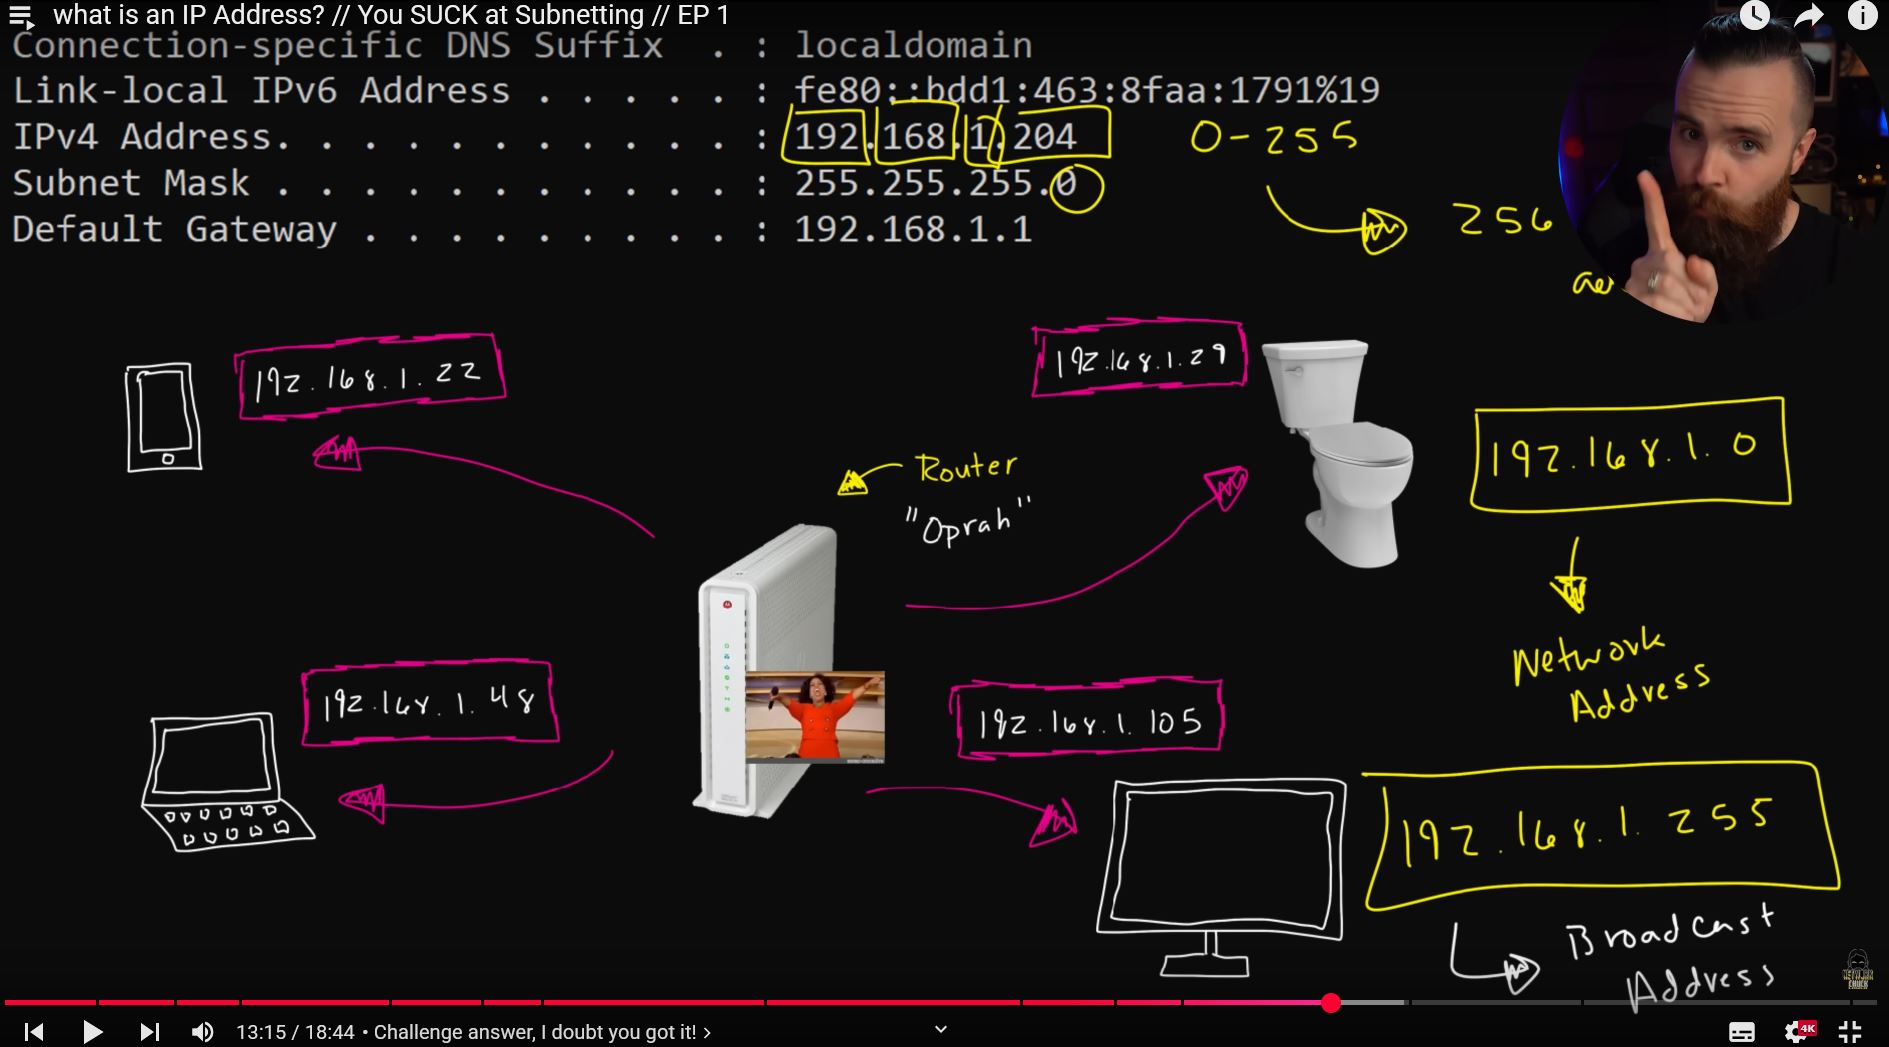 what is an IP Address? // You SUCK at Subnetting // EP 1
Connection-specific DNS Suffix . : localdomain
Link-local IPv6 Address . . . . . : fe80::bdd1:463:8faa:1791%19
IPv4 Address. . . . . . . . . . . : 192.168.1.204
0-255
Subnet Mask . . . . . . . . . . . : 255.255.255.0
256
Default Gateway . . . . . . . . . : 192.168.1.1
192.168.1.22
192.168.1.29
192.168.1.0
Router
"Oprah"
Network
Address
192.168.1.48
192.168.1.105
192.168.1.255
Broadcast
Address
NETWORK
CHUCK
13:15 / 18:44 • Challenge answer, I doubt you got it! ›
4K